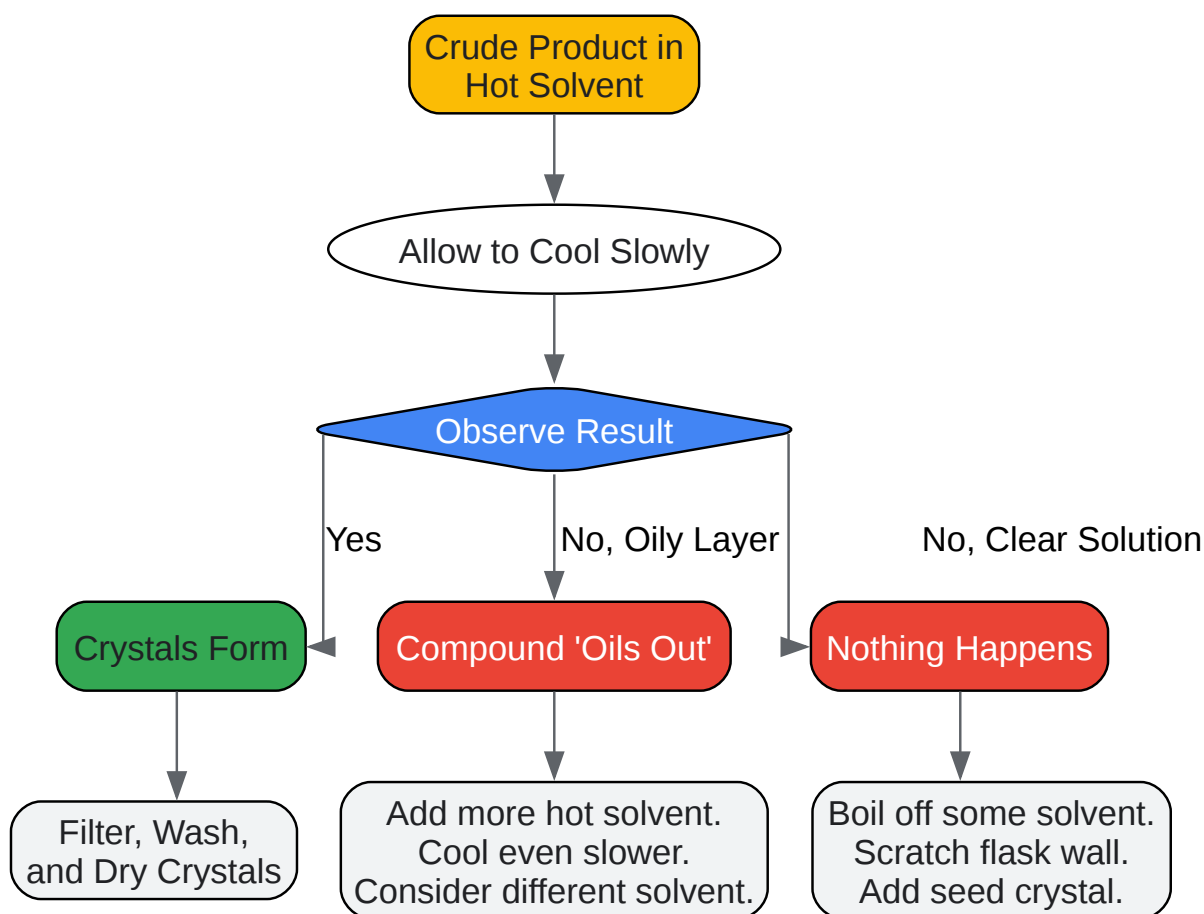 Crude Product in
Hot Solvent
Allow to Cool Slowly
Observe Result
Yes
No, Oily Layer
No, Clear Solution
Crystals Form
Compound 'Oils Out'
Nothing Happens
Filter, Wash,
and Dry Crystals
Add more hot solvent.
Cool even slower.
Consider different solvent.
Boil off some solvent.
Scratch flask wall.
Add seed crystal.